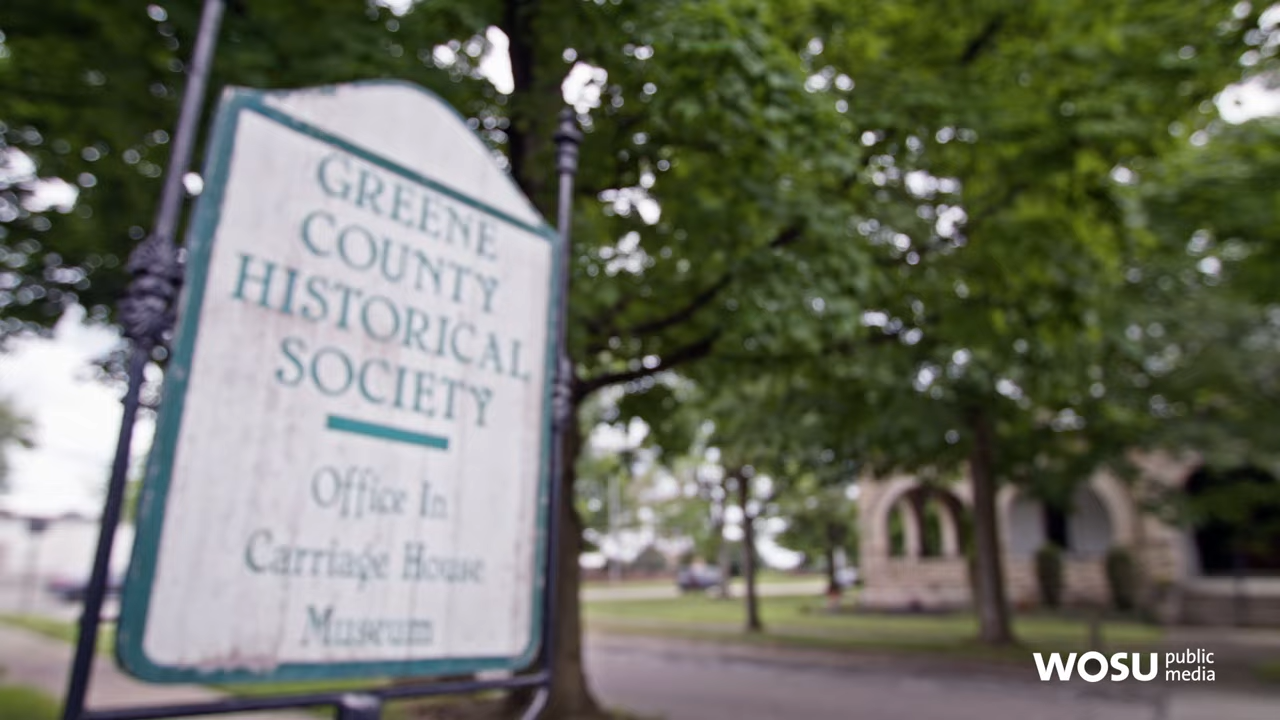 GREENE
COUNTY
HISTORICAL
SOCIETY
Office In
Carriage House
Museum
WOSU public
media